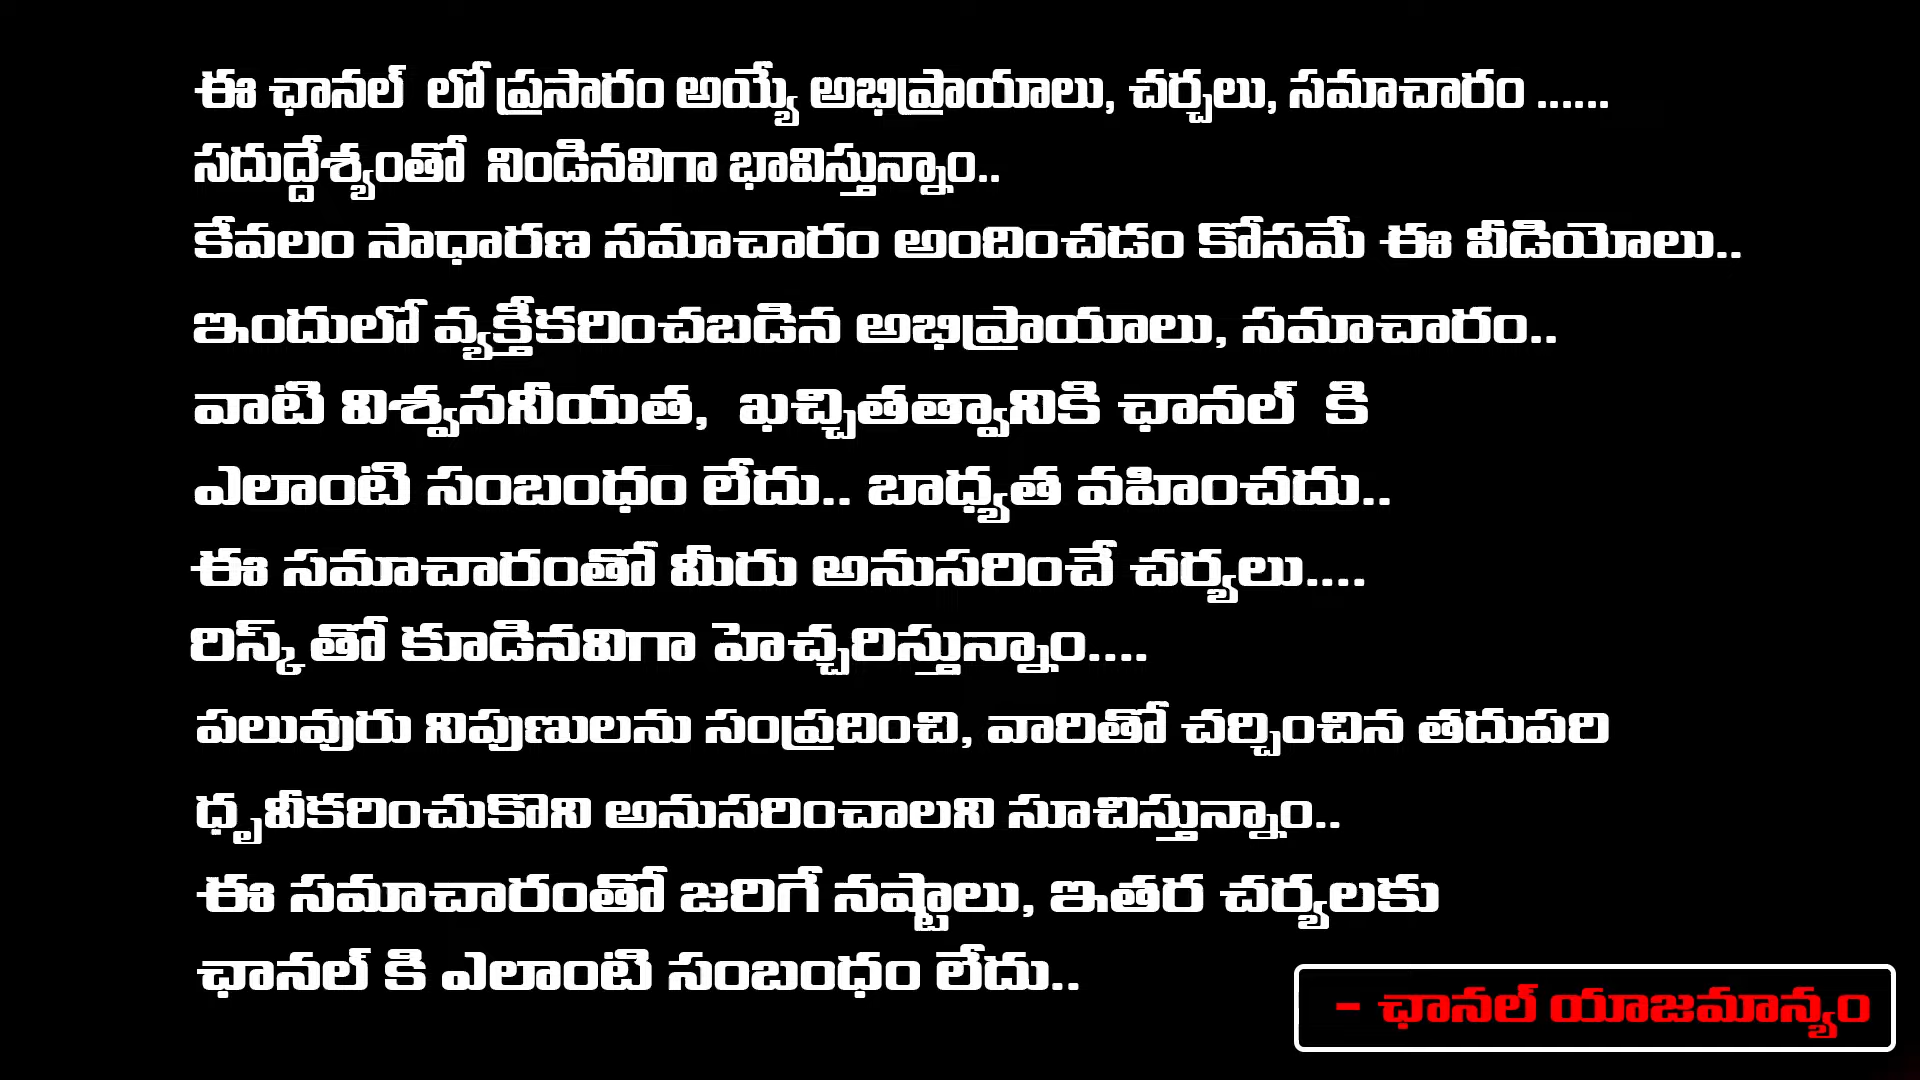 ఈ ఛానల్ లో ప్రసారం అయ్యే అభిప్రాయాలు, చర్చలు, సమాచారం ......
సదుద్దేశ్యంతో నిండినవిగా భావిస్తున్నాం..
కేవలం సాధారణ సమాచారం అందించడం కోసమే ఈ వీడియోలు..
ఇందులో వ్యక్తీకరించబడిన అభిప్రాయాలు, సమాచారం..
వాటి విశ్వసనీయత, ఖచ్చితత్వానికి ఛానల్ కి
ఎలాంటి సంబంధం లేదు.. బాధ్యత వహించదు..
ఈ సమాచారంతో మీరు అనుసరించే చర్యలు....
రిస్క్ తో కూడినవిగా హెచ్చరిస్తున్నాం....
పలువురు నిపుణులను సంప్రదించి, వారితో చర్చించిన తదుపరి
ధృవీకరించుకొని అనుసరించాలని సూచిస్తున్నాం..
ఈ సమాచారంతో జరిగే నష్టాలు, ఇతర చర్యలకు
ఛానల్ కి ఎలాంటి సంబంధం లేదు..
- ఛానల్ యాజమాన్యం